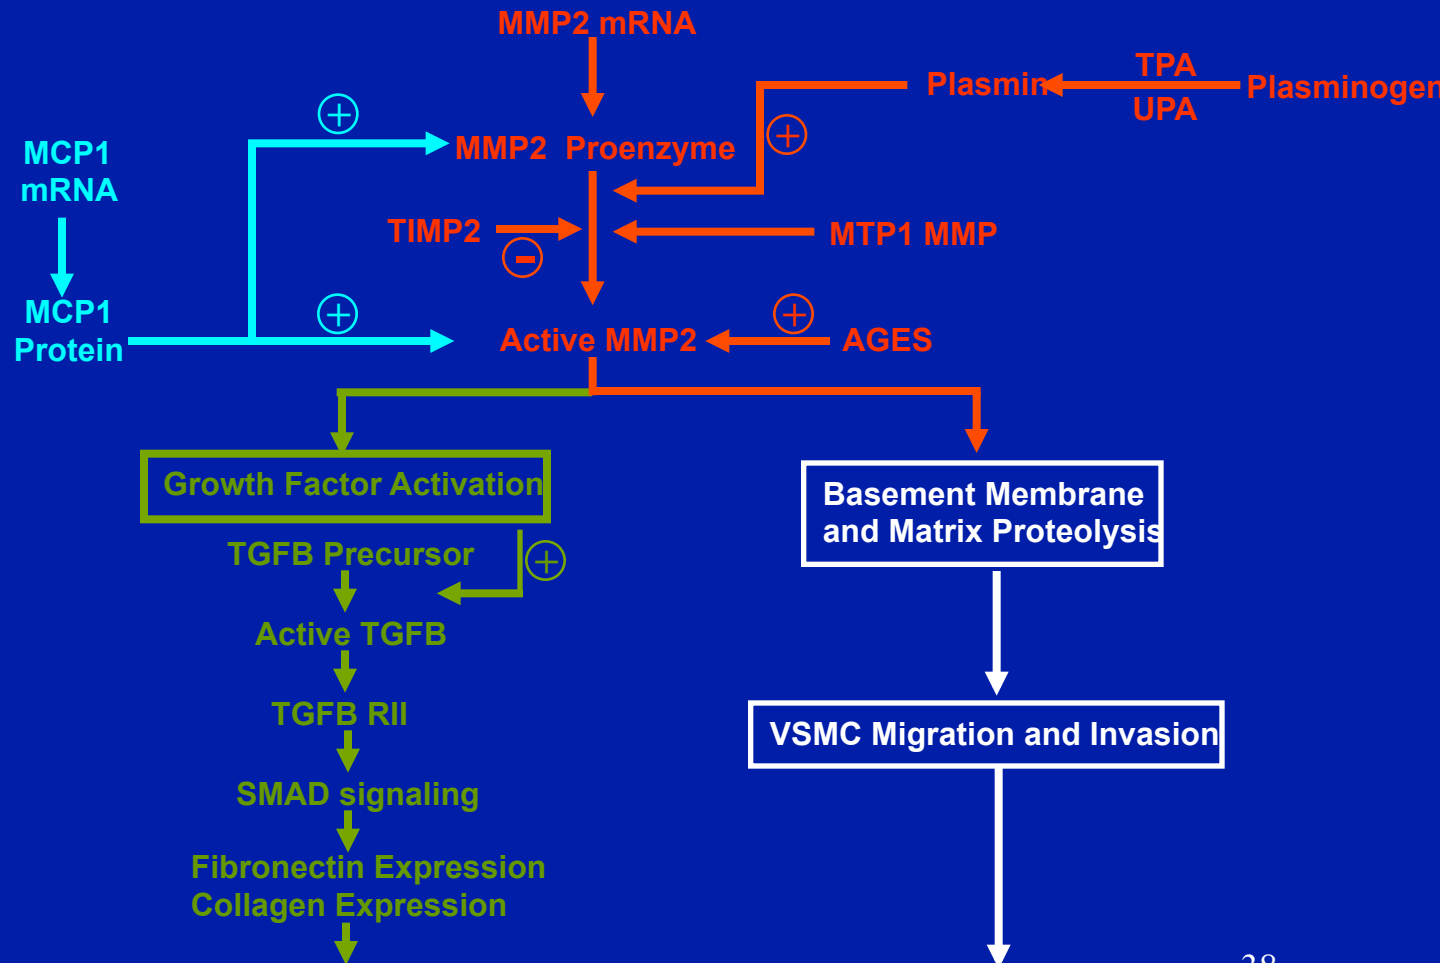 MMP2 mRNA
TPA
Plasmin
Plasminogen
UPA
+
+
MCP1
mRNA
MMP2 Proenzyme
TIMP2
-
MTP1 MMP
MCP1
Protein
+
Active MMP2
+
AGES
Growth Factor Activation
Basement Membrane
and Matrix Proteolysis
TGFB Precursor
+
Active TGFB
TGFB RII
VSMC Migration and Invasion
SMAD signaling
Fibronectin Expression
Collagen Expression